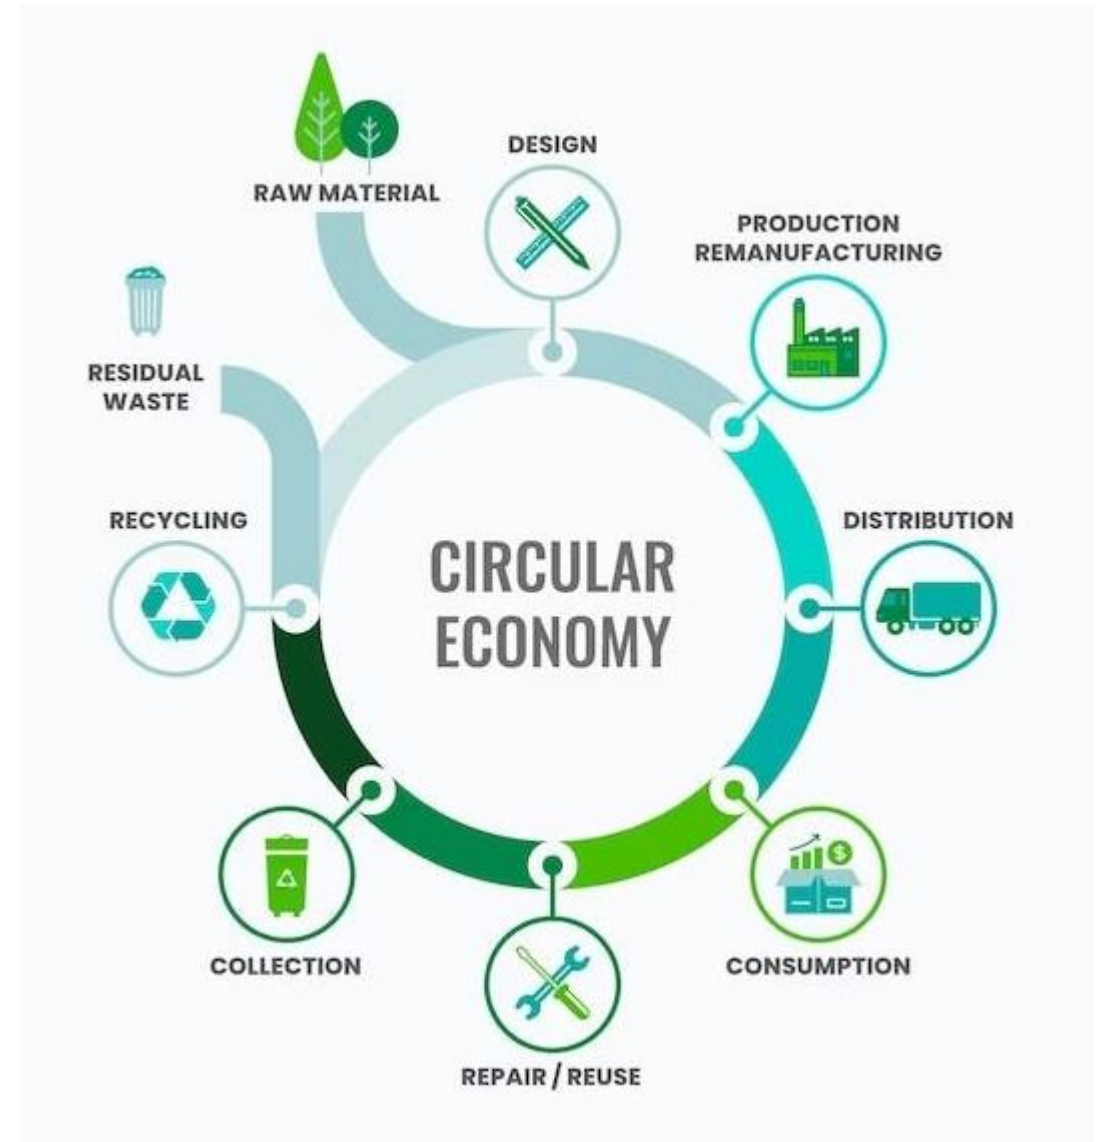 RAW MATERIAL
DESIGN
PRODUCTION
REMANUFACTURING
RESIDUAL
WASTE
RECYCLING
DISTRIBUTION
CIRCULAR
ECONOMY
COLLECTION
CONSUMPTION
REPAIR / REUSE